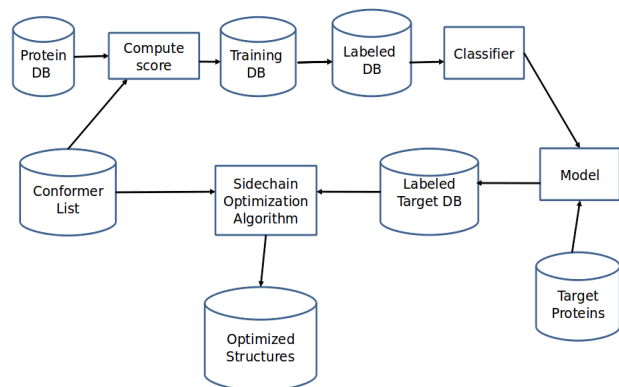 Protein
DB
Compute
score
Training
DB
Labeled
DB
Classifier
Conformer
List
Sidechain
Optimization
Algorithm
Labeled
Target DB
Model
Optimized
Structures
Target
Proteins